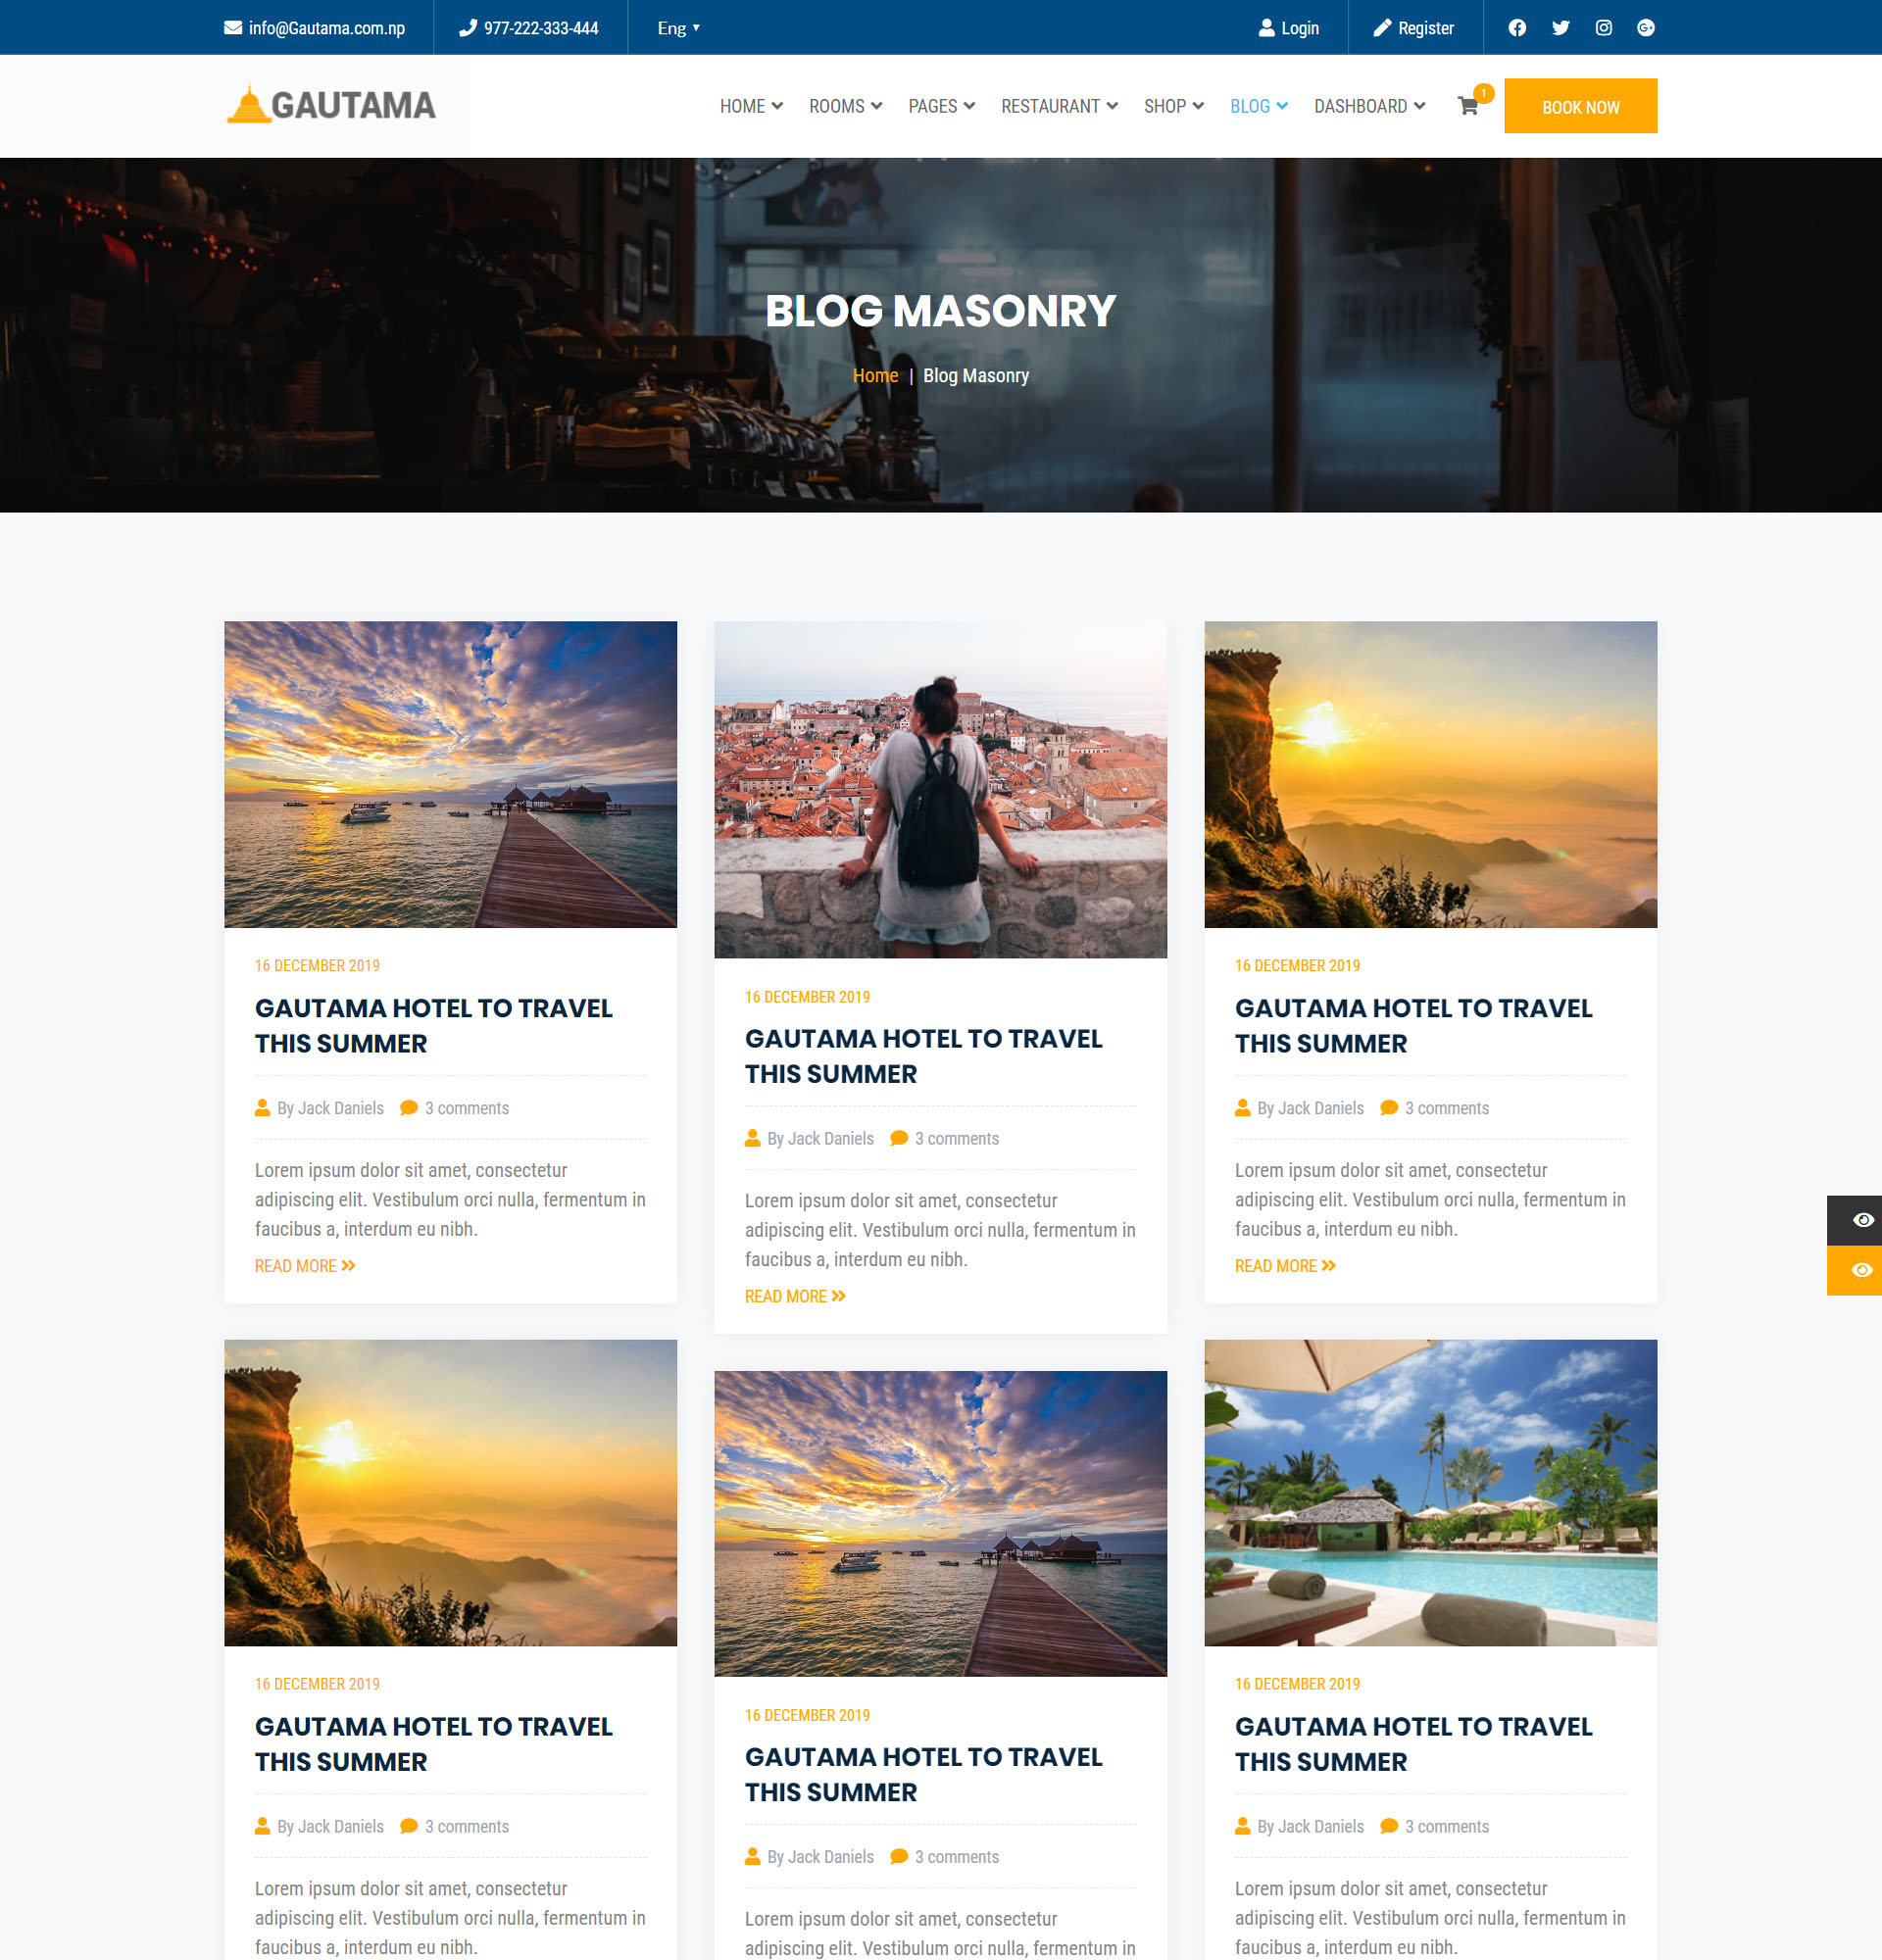 info@Gautama.com.np
977-222-333-444
Eng
Login
Register
GAUTAMA
HOME
ROOMS
PAGES
RESTAURANT
SHOP
BLOG
DASHBOARD
1
BOOK NOW
BLOG MASONRY
Home | Blog Masonry
16 DECEMBER 2019
GAUTAMA HOTEL TO TRAVEL
THIS SUMMER
By Jack Daniels 3 comments
Lorem ipsum dolor sit amet, consectetur
adipiscing elit. Vestibulum orci nulla, fermentum in
faucibus a, interdum eu nibh.
READ MORE
16 DECEMBER 2019
GAUTAMA HOTEL TO TRAVEL
THIS SUMMER
By Jack Daniels 3 comments
Lorem ipsum dolor sit amet, consectetur
adipiscing elit. Vestibulum orci nulla, fermentum in
faucibus a, interdum eu nibh.
READ MORE
16 DECEMBER 2019
GAUTAMA HOTEL TO TRAVEL
THIS SUMMER
By Jack Daniels 3 comments
Lorem ipsum dolor sit amet, consectetur
adipiscing elit. Vestibulum orci nulla, fermentum in
faucibus a, interdum eu nibh.
READ MORE
16 DECEMBER 2019
GAUTAMA HOTEL TO TRAVEL
THIS SUMMER
By Jack Daniels 3 comments
Lorem ipsum dolor sit amet, consectetur
adipiscing elit. Vestibulum orci nulla, fermentum in
faucibus a, interdum eu nibh.
16 DECEMBER 2019
GAUTAMA HOTEL TO TRAVEL
THIS SUMMER
By Jack Daniels 3 comments
Lorem ipsum dolor sit amet, consectetur
adipiscing elit. Vestibulum orci nulla, fermentum in
16 DECEMBER 2019
GAUTAMA HOTEL TO TRAVEL
THIS SUMMER
By Jack Daniels 3 comments
Lorem ipsum dolor sit amet, consectetur
adipiscing elit. Vestibulum orci nulla, fermentum in
faucibus a, interdum eu nibh.